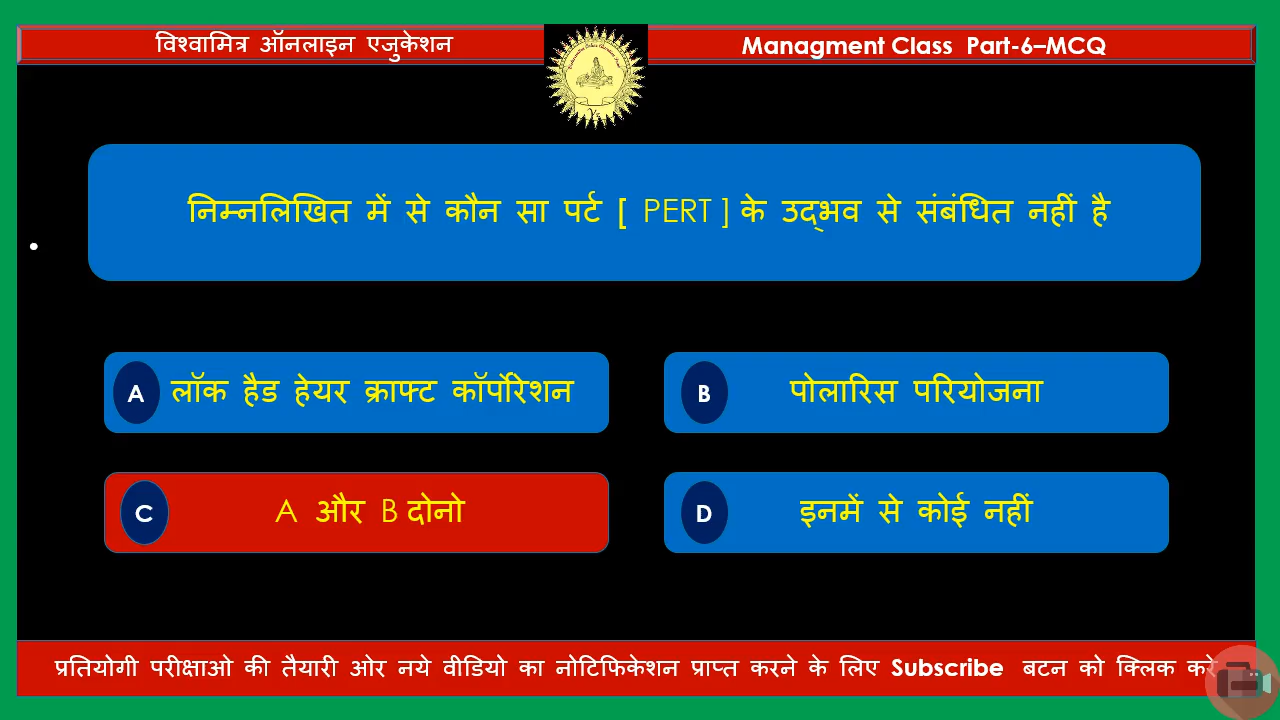 विश्वामित्र ऑनलाइन एजुकेशन
Managment Class Part-6–MCQ
निम्नलिखित में से कौन सा पर्ट [ PERT ] के उद्भव से संबंधित नहीं है
A लॉक हैड हेयर क्राफ्ट कॉर्पोरेशन
B पोलारिस परियोजना
C A और B दोनो
D इनमें से कोई नहीं
प्रतियोगी परीक्षाओ की तैयारी ओर नये वीडियो का नोटिफिकेशन प्राप्त करने के लिए Subscribe बटन को क्लिक करे